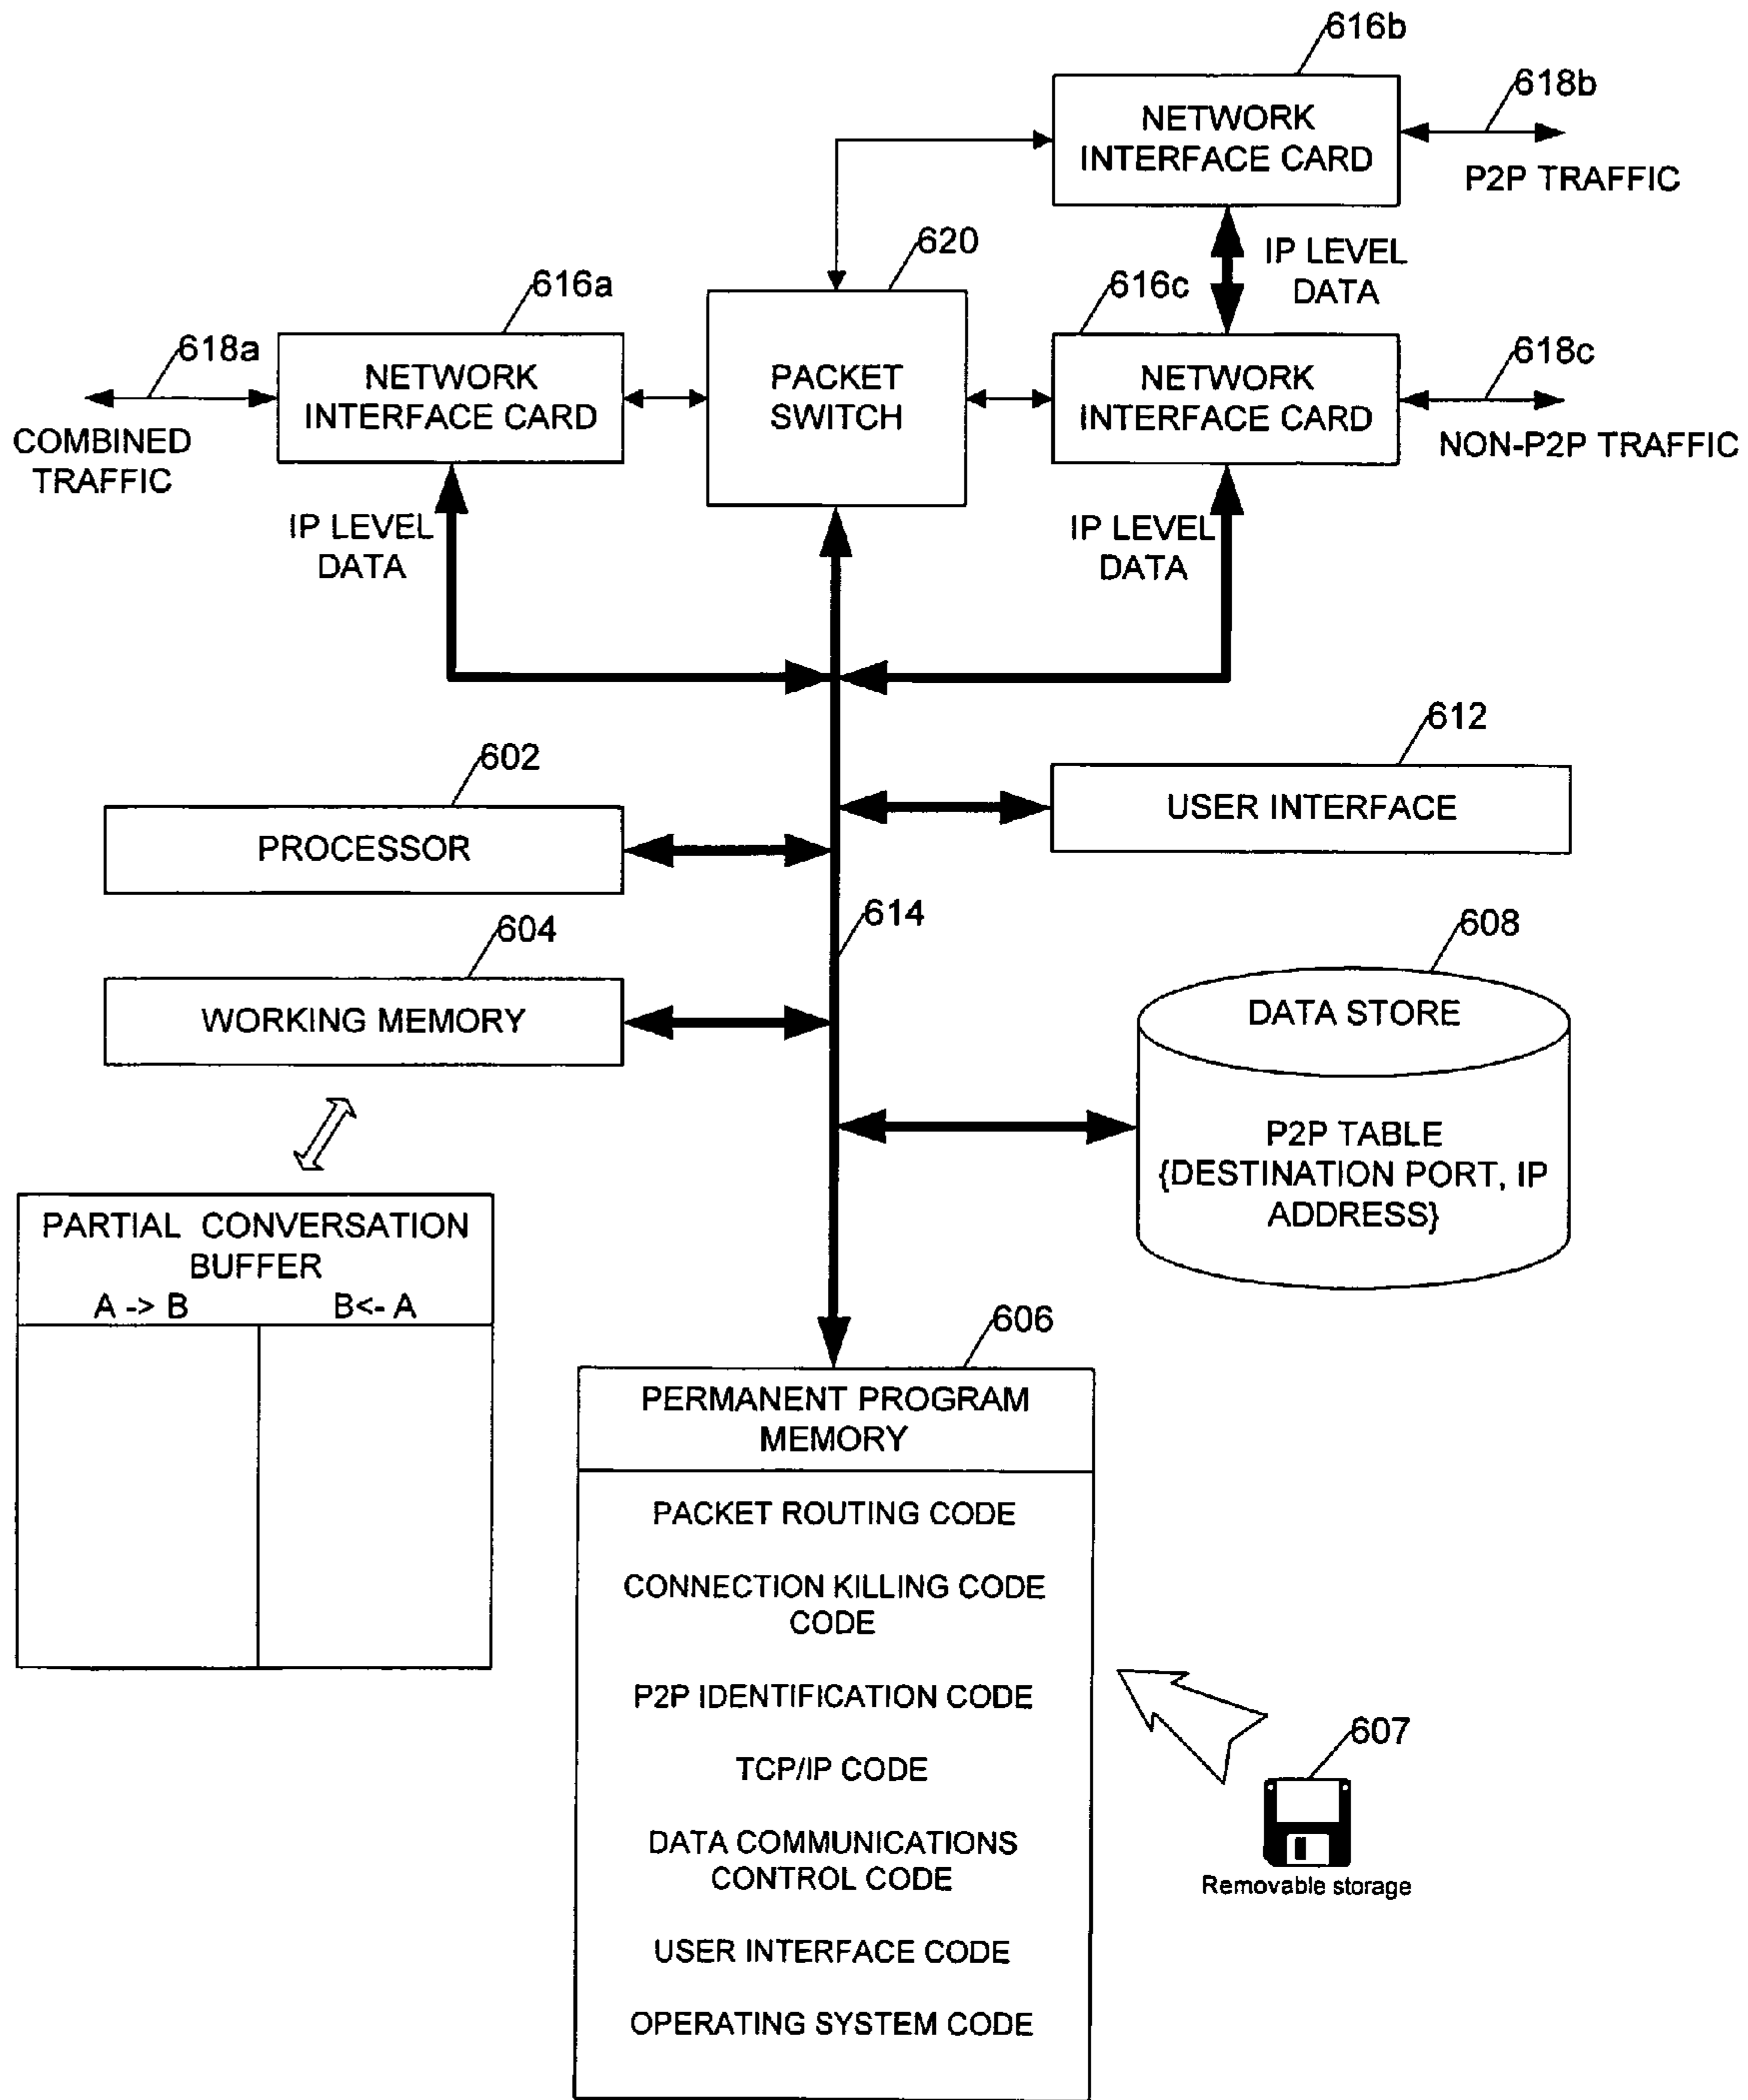 616b
NETWORK
INTERFACE CARD
618b
P2P TRAFFIC
620
IP LEVEL
DATA
616a
616c
618a
NETWORK
INTERFACE CARD
PACKET
SWITCH
NETWORK
INTERFACE CARD
618c
COMBINED
TRAFFIC
NON-P2P TRAFFIC
IP LEVEL
DATA
IP LEVEL
DATA
612
602
USER INTERFACE
PROCESSOR
614
604
608
WORKING MEMORY
DATA STORE
P2P TABLE
{DESTINATION PORT, IP
ADDRESS}
PARTIAL CONVERSATION
BUFFER
A -> B
B<- A
606
PERMANENT PROGRAM
MEMORY
PACKET ROUTING CODE
CONNECTION KILLING CODE
CODE
P2P IDENTIFICATION CODE
TCP/IP CODE
DATA COMMUNICATIONS
CONTROL CODE
USER INTERFACE CODE
OPERATING SYSTEM CODE
607
Removable storage